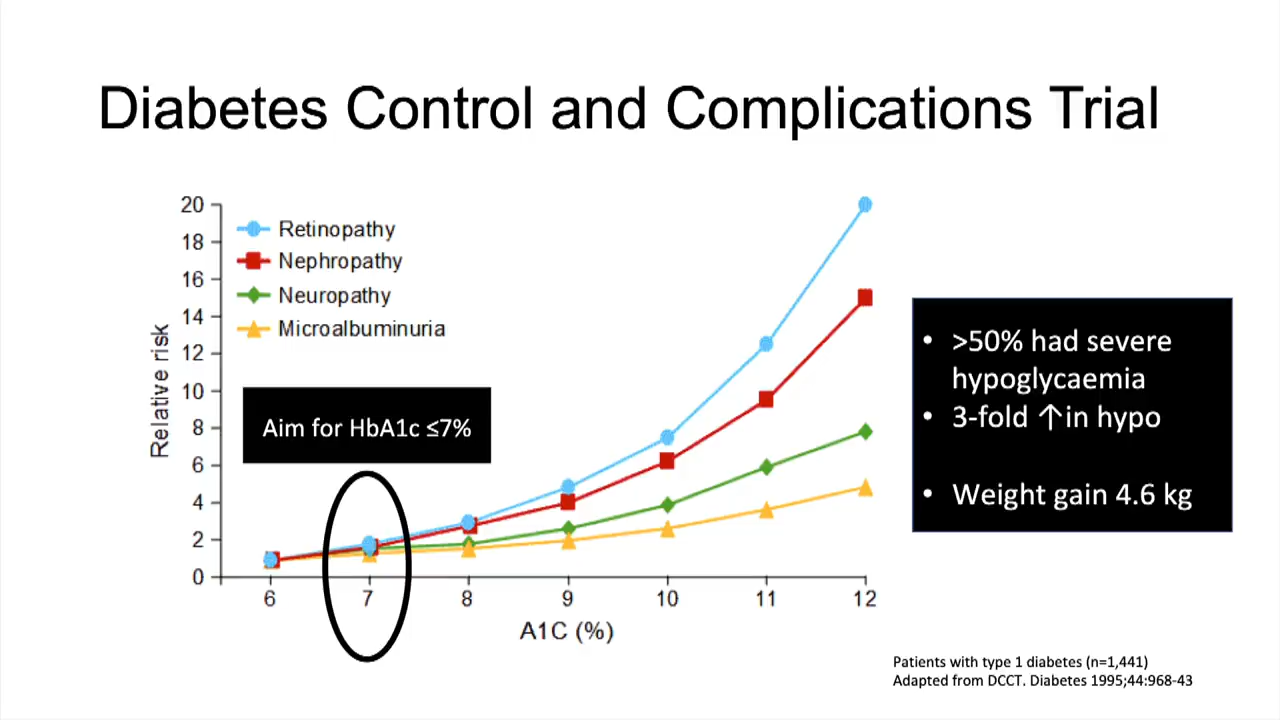 Diabetes Control and Complications Trial
20
18
16
14
12
10
8
6
4
2
0
Relative risk
Retinopathy
Nephropathy
Neuropathy
Microalbuminuria
Aim for HbA1c ≤7%
6 7 8 9 10 11 12
A1C (%)
• >50% had severe
hypoglycaemia
• 3-fold ↑in hypo
• Weight gain 4.6 kg
Patients with type 1 diabetes (n=1,441)
Adapted from DCCT. Diabetes 1995;44:968-43